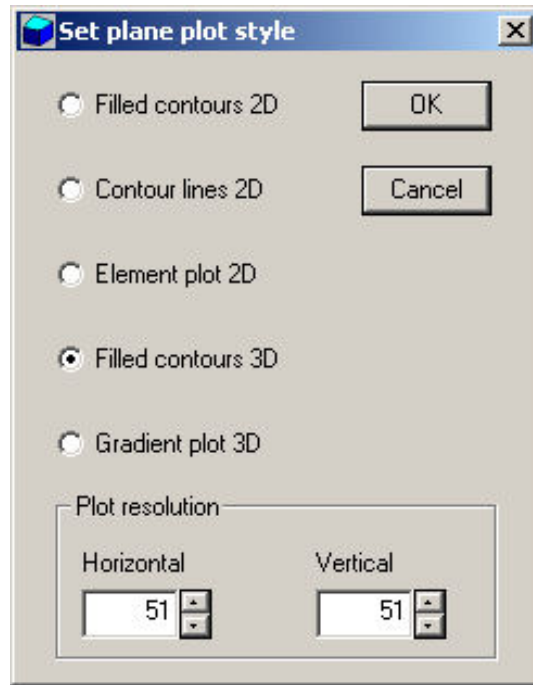 Set plane plot style
Filled contours 2D
OK
Contour lines 2D
Cancel
Element plot 2D
Filled contours 3D
Gradient plot 3D
Plot resolution
Horizontal
Vertical
51
51